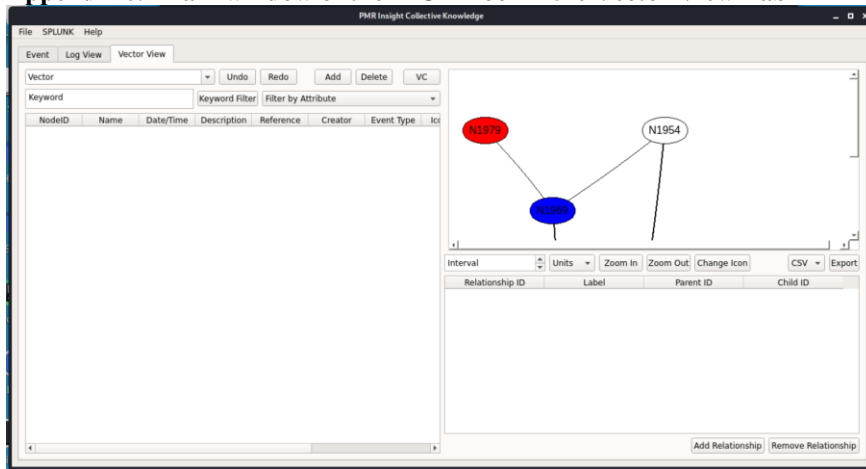 PMR Insight Collective Knowledge
File SPLUNK Help
Event Log View Vector View
Vector Undo Redo Add Delete VC
Keyword Keyword Filter Filter by Attribute
NodeID Name Date/Time Description Reference Creator Event Type
N1979 N1954
Interval Units Zoom In Zoom Out Change Icon CSV Export
Relationship ID Label Parent ID Child ID
Add Relationship Remove Relationship